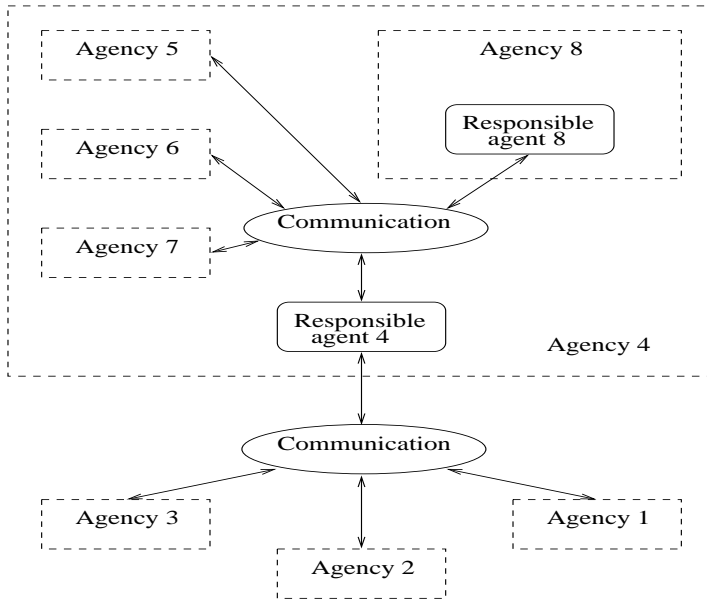 Agency 5
Agency 8
Responsible
agent 8
Agency 6
Communication
Agency 7
Responsible
agent 4
Agency 4
Communication
Agency 3
Agency 1
Agency 2